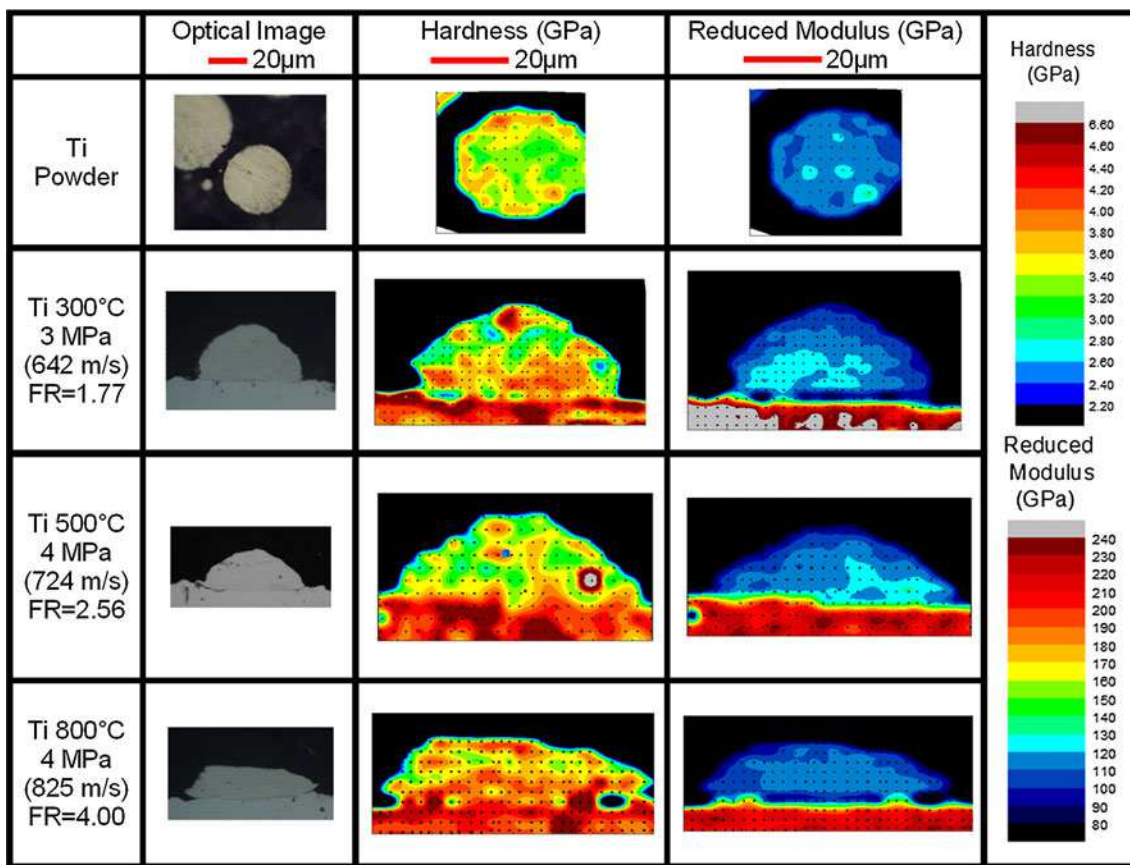 Optical Image
20µm
Hardness (GPa)
20µm
Reduced Modulus (GPa)
20µm
Ti
Powder
Ti 300°C
3 MPa
(642 m/s)
FR=1.77
Ti 500°C
4 MPa
(724 m/s)
FR=2.56
Ti 800°C
4 MPa
(825 m/s)
FR=4.00
Hardness
(GPa)
6.60
4.60
4.40
4.20
4.00
3.80
3.60
3.40
3.20
3.00
2.80
2.60
2.40
2.20
Reduced
Modulus
(GPa)
240
230
220
210
200
190
180
170
160
150
140
130
120
110
100
90
80